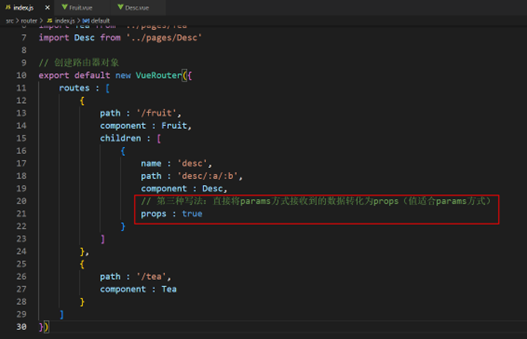 index.js Fruit.vue Desc.vue
src > router > index.js > default
6 import Tea from '../pages/Tea'
7 import Desc from '../pages/Desc'
8
9 // 创建路由器对象
10 export default new VueRouter({
11 routes : [
12 {
13 path : '/fruit',
14 component : Fruit,
15 children : [
16 {
17 name : 'desc',
18 path : 'desc/:a/:b',
19 component : Desc,
20 // 第三种写法：直接将params方式接收到的数据转化为props（值适合params方式）
21 props : true
22 }
23 ]
24 },
25 {
26 path : '/tea',
27 component : Tea
28 }
29 ]
30 })